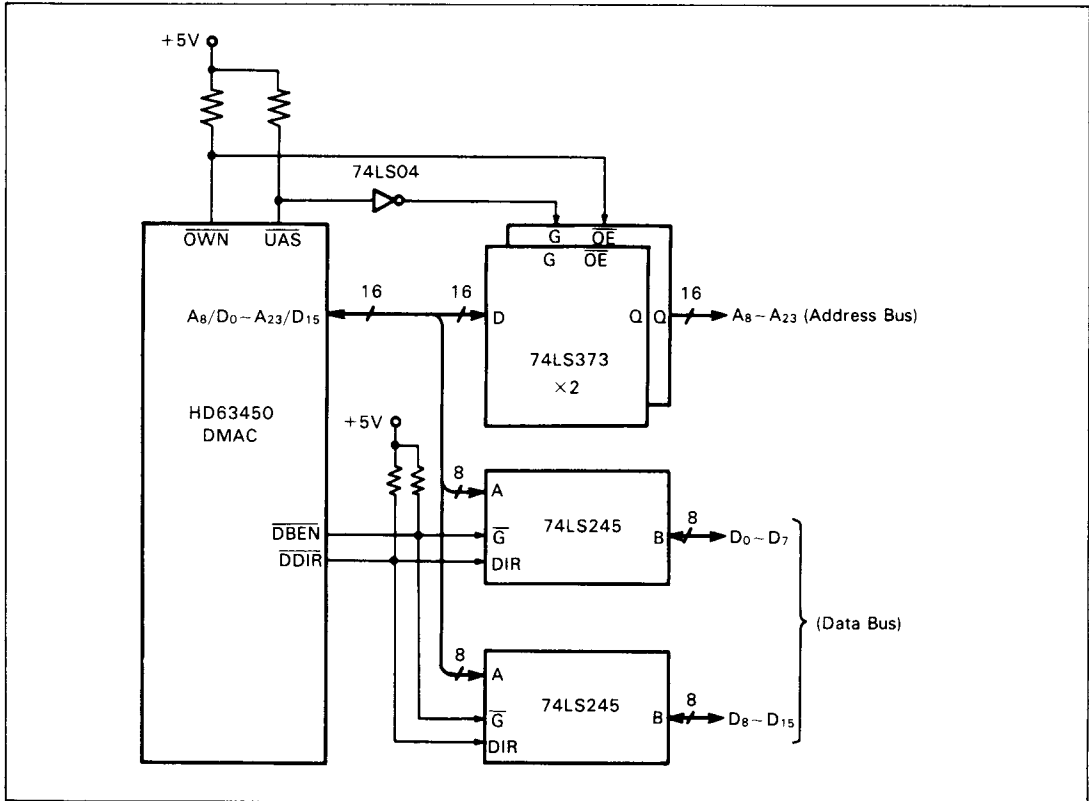 +5V
74LS04
OWN
UAS
G
OE
G
OE
16
16
16
A8/D0~A23/D15
D
Q
Q
A8~A23 (Address Bus)
74LS373
×2
HD63450
DMAC
+5V
8
A
74LS245
8
DBEN
G
B
D0~D7
DDIR
DIR
(Data Bus)
8
A
74LS245
8
G
B
D8~D15
DIR